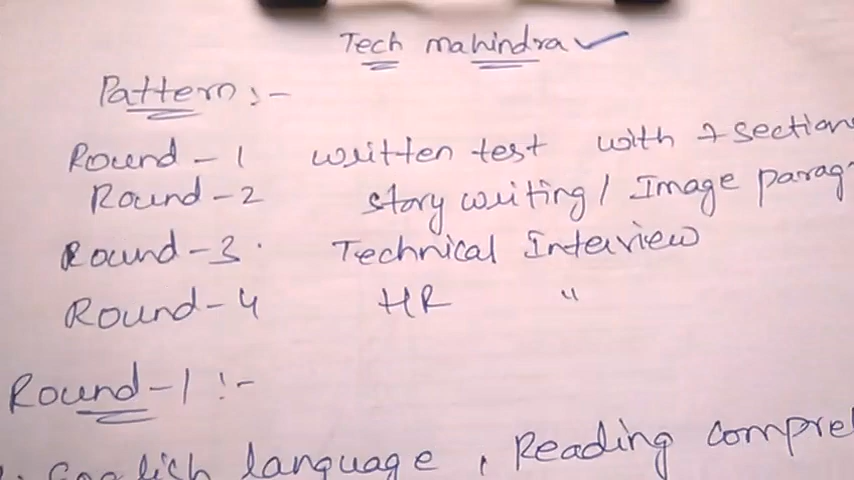 Tech mahindra
Pattern :-
Round - 1 written test with 7 section
Round - 2 story writing / Image parag
Round - 3. Technical Interview
Round - 4 HR "
Round - 1 :-
English language, Reading compre